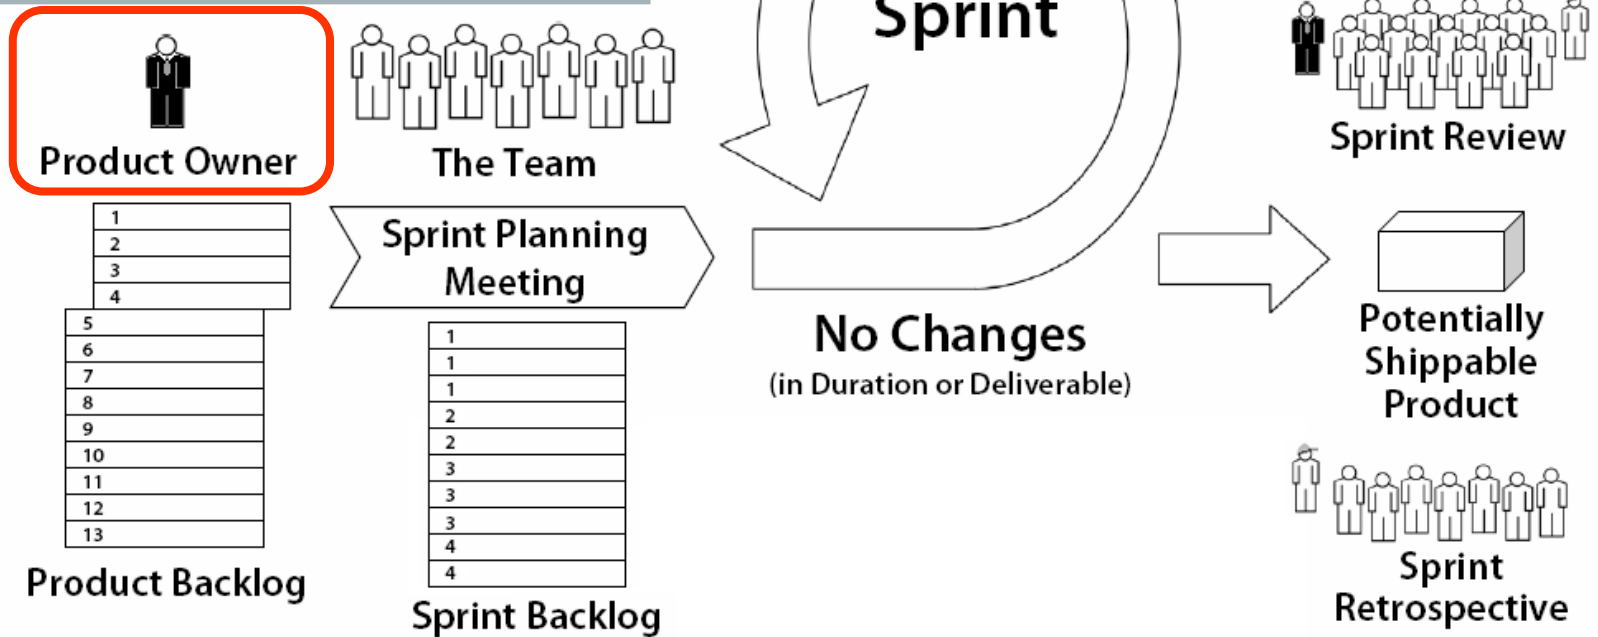 Sprint
Product Owner
The Team
Sprint Review
1
2
3
4
5
6
7
8
9
10
11
12
13
Product Backlog
Sprint Planning
Meeting
1
1
1
2
2
3
3
3
4
4
Sprint Backlog
No Changes
(in Duration or Deliverable)
Potentially
Shippable
Product
Sprint
Retrospective